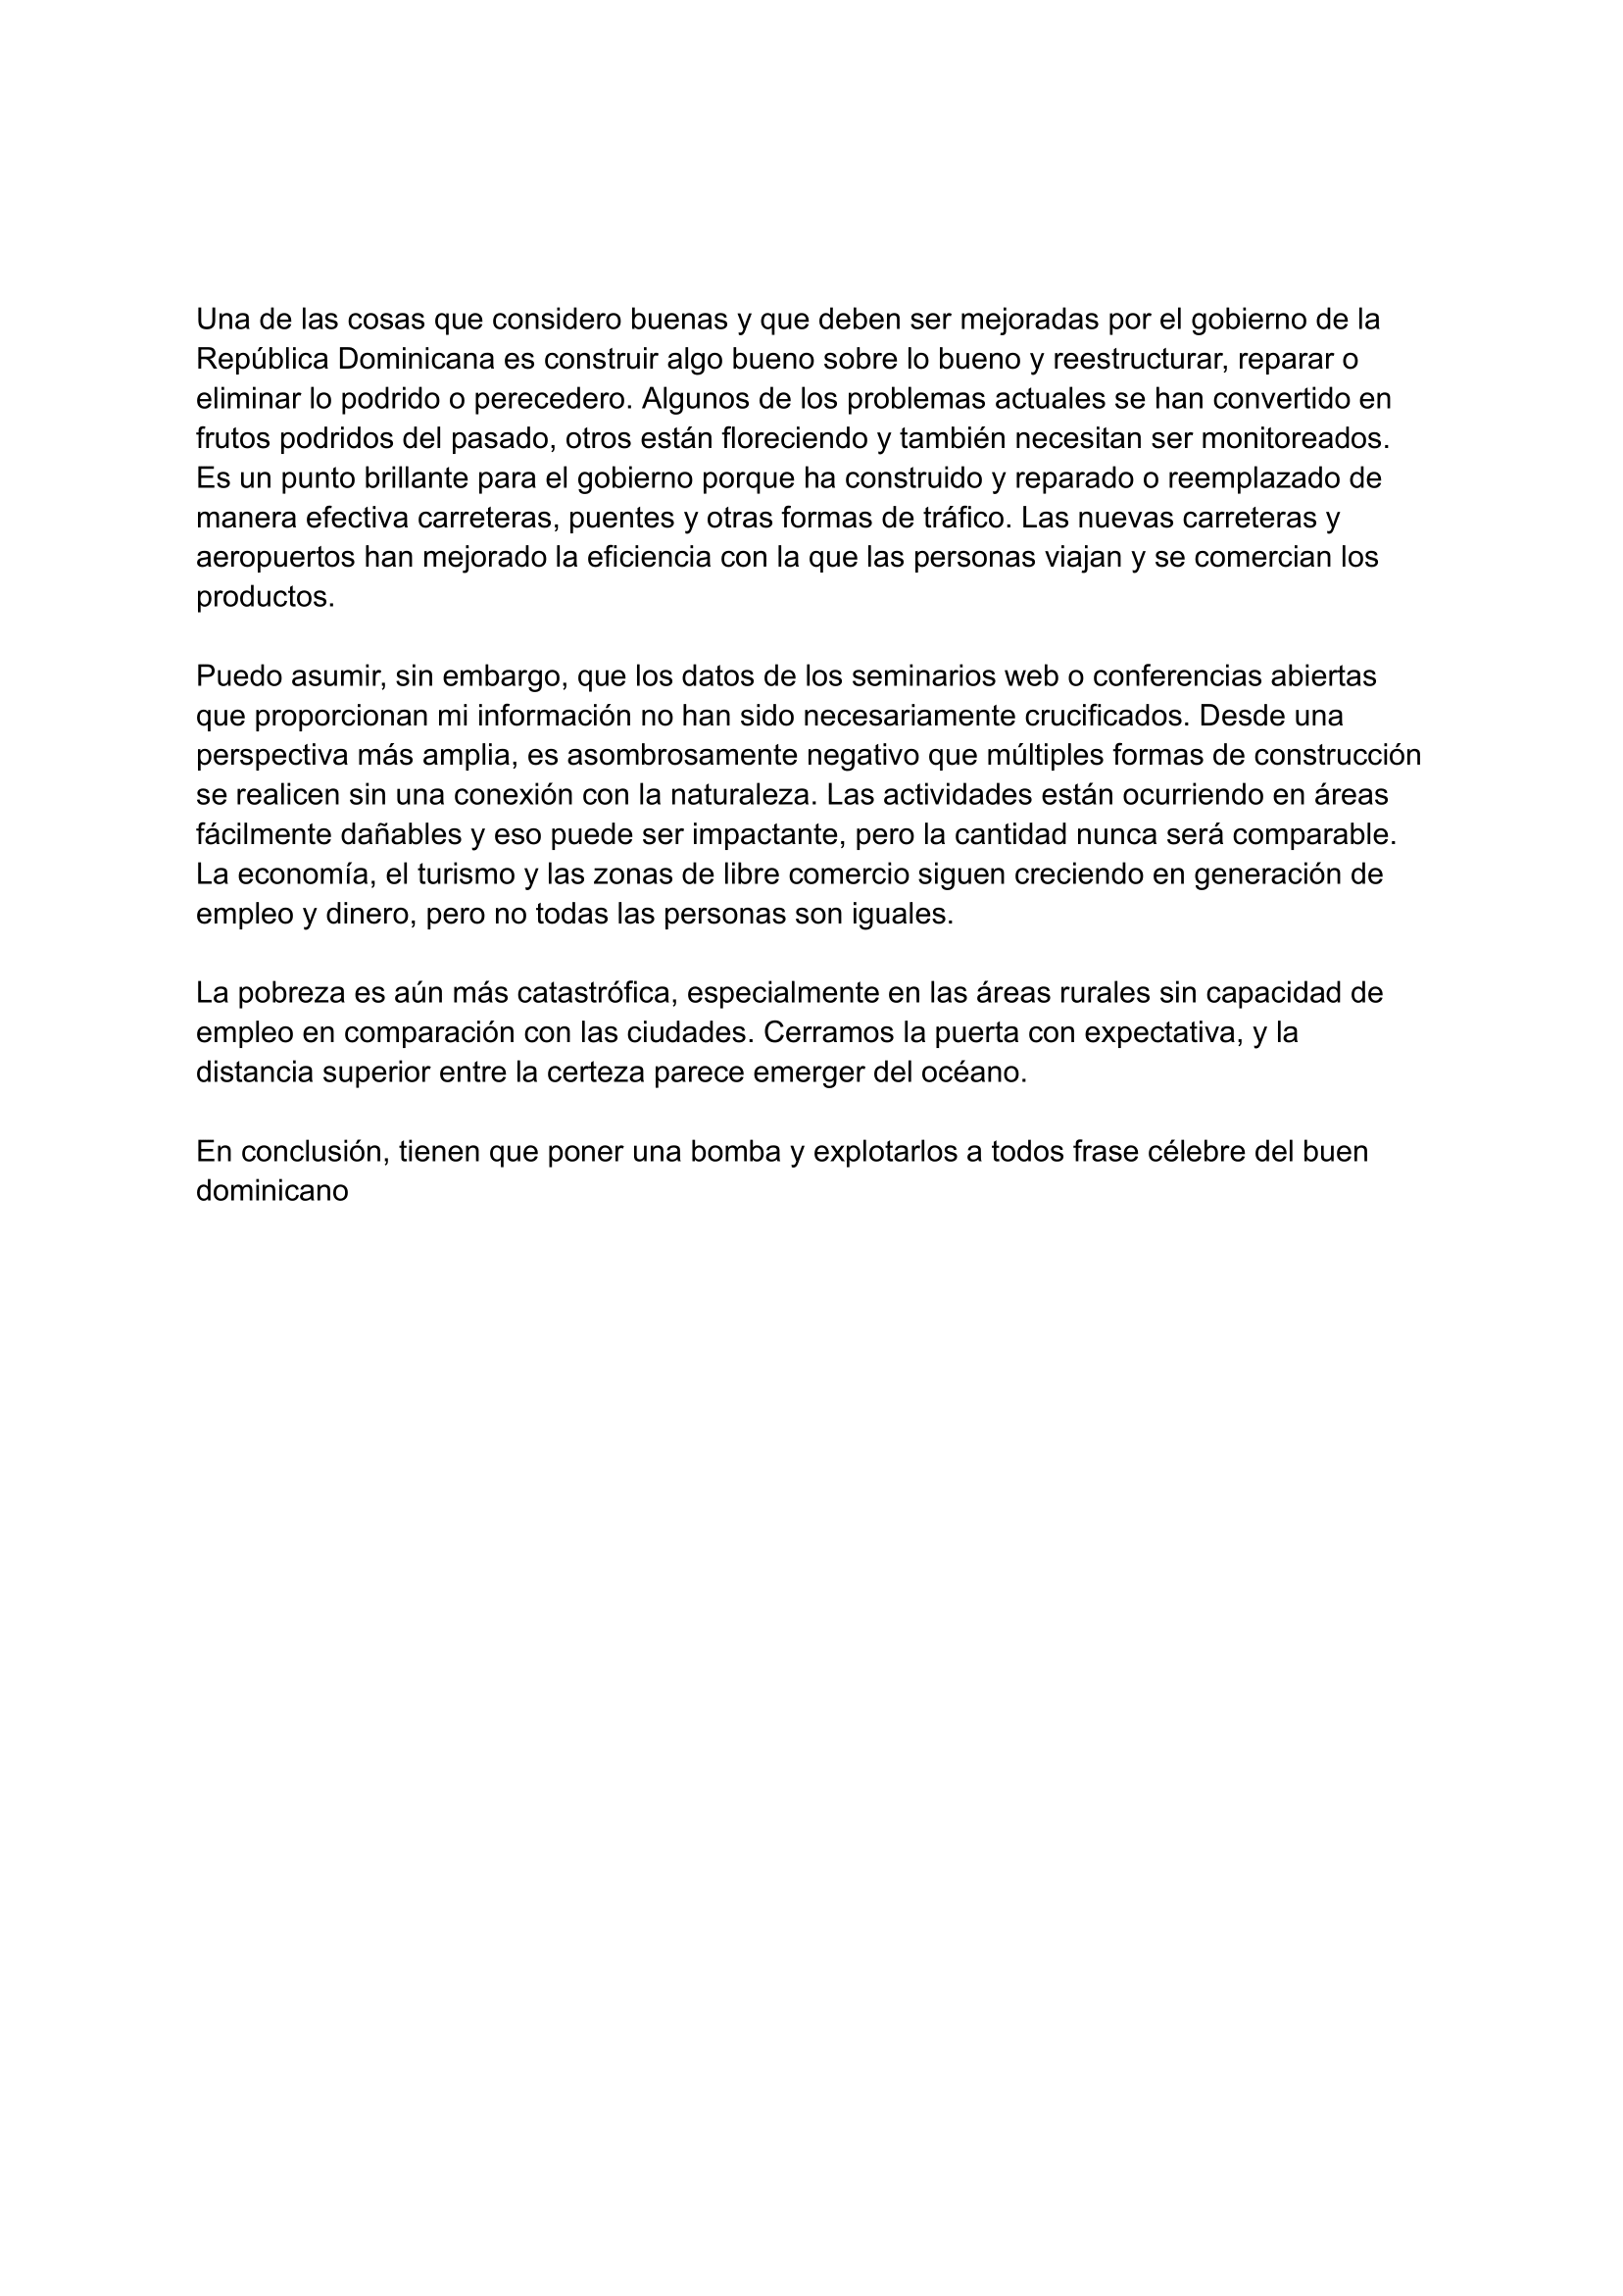 Una de las cosas que considero buenas y que deben ser mejoradas por el gobierno de la
República Dominicana es construir algo bueno sobre lo bueno y reestructurar, reparar o
eliminar lo podrido o perecedero. Algunos de los problemas actuales se han convertido en
frutos podridos del pasado, otros están floreciendo y también necesitan ser monitoreados.
Es un punto brillante para el gobierno porque ha construido y reparado o reemplazado de
manera efectiva carreteras, puentes y otras formas de tráfico. Las nuevas carreteras y
aeropuertos han mejorado la eficiencia con la que las personas viajan y se comercian los
productos.
Puedo asumir, sin embargo, que los datos de los seminarios web o conferencias abiertas
que proporcionan mi información no han sido necesariamente crucificados. Desde una
perspectiva más amplia, es asombrosamente negativo que múltiples formas de construcción
se realicen sin una conexión con la naturaleza. Las actividades están ocurriendo en áreas
fácilmente dañables y eso puede ser impactante, pero la cantidad nunca será comparable.
La economía, el turismo y las zonas de libre comercio siguen creciendo en generación de
empleo y dinero, pero no todas las personas son iguales.
La pobreza es aún más catastrófica, especialmente en las áreas rurales sin capacidad de
empleo en comparación con las ciudades. Cerramos la puerta con expectativa, y la
distancia superior entre la certeza parece emerger del océano.
En conclusión, tienen que poner una bomba y explotarlos a todos frase célebre del buen
dominicano